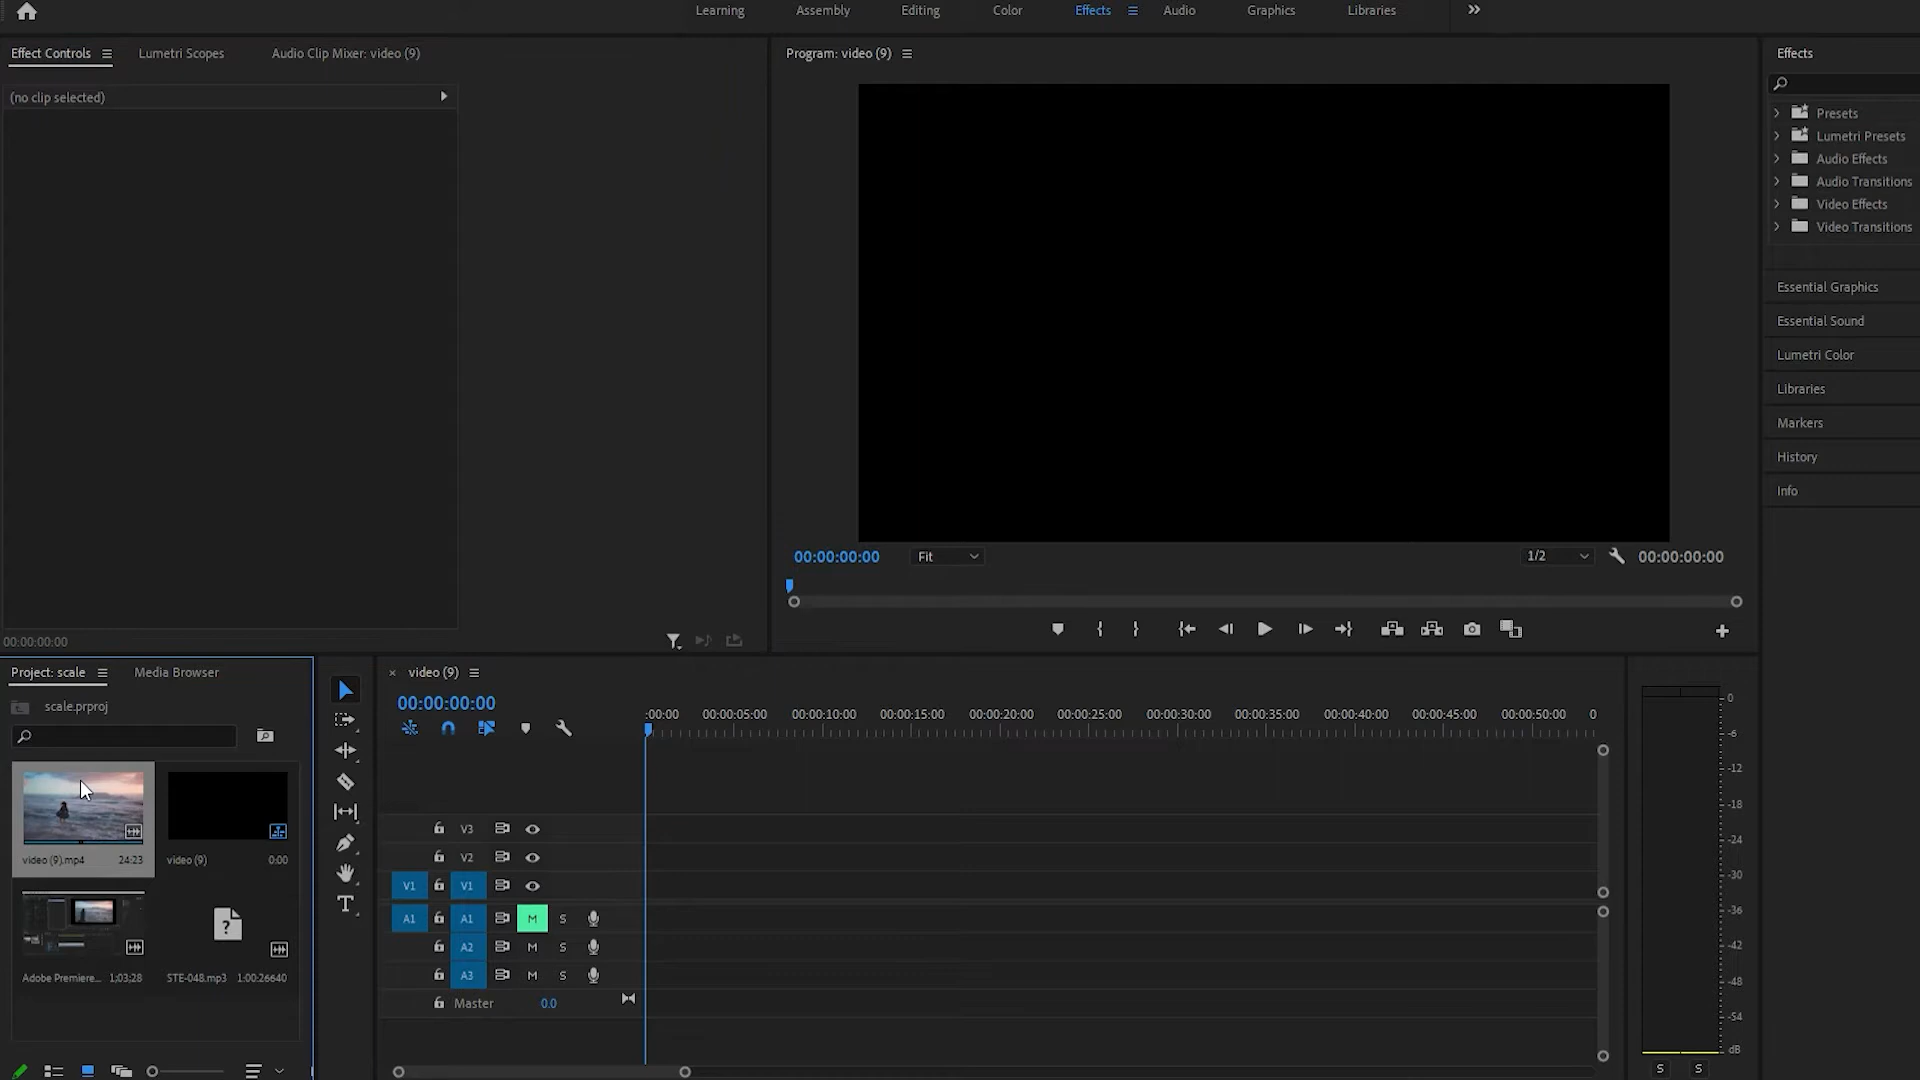 Learning Assembly Editing Color Effects Audio Graphics Libraries
Effect Controls Lumetri Scopes Audio Clip Mixer: video (9)
(no clip selected)
00:00:00:00
Program: video (9)
00:00:00:00 Fit 1/2 00:00:00:00
Effects
Presets
Lumetri Presets
Audio Effects
Audio Transitions
Video Effects
Video Transitions
Essential Graphics
Essential Sound
Lumetri Color
Libraries
Markers
History
Info
Project: scale Media Browser
scale.prproj
video (9).mp4 24:23
video (9) 0:00
Adobe Premiere... 1;03;28
STE-048.mp3 1:00:26640
video (9)
00:00:00:00
:00:00 00:00:05:00 00:00:10:00 00:00:15:00 00:00:20:00 00:00:25:00 00:00:30:00 00:00:35:00 00:00:40:00 00:00:45:00 00:00:50:00 0
V3
V2
V1 V1
A1 A1 M S
A2 M S
A3 M S
Master 0.0
0
-6
-12
-18
-24
-30
-36
-42
-48
-54
dB
S S